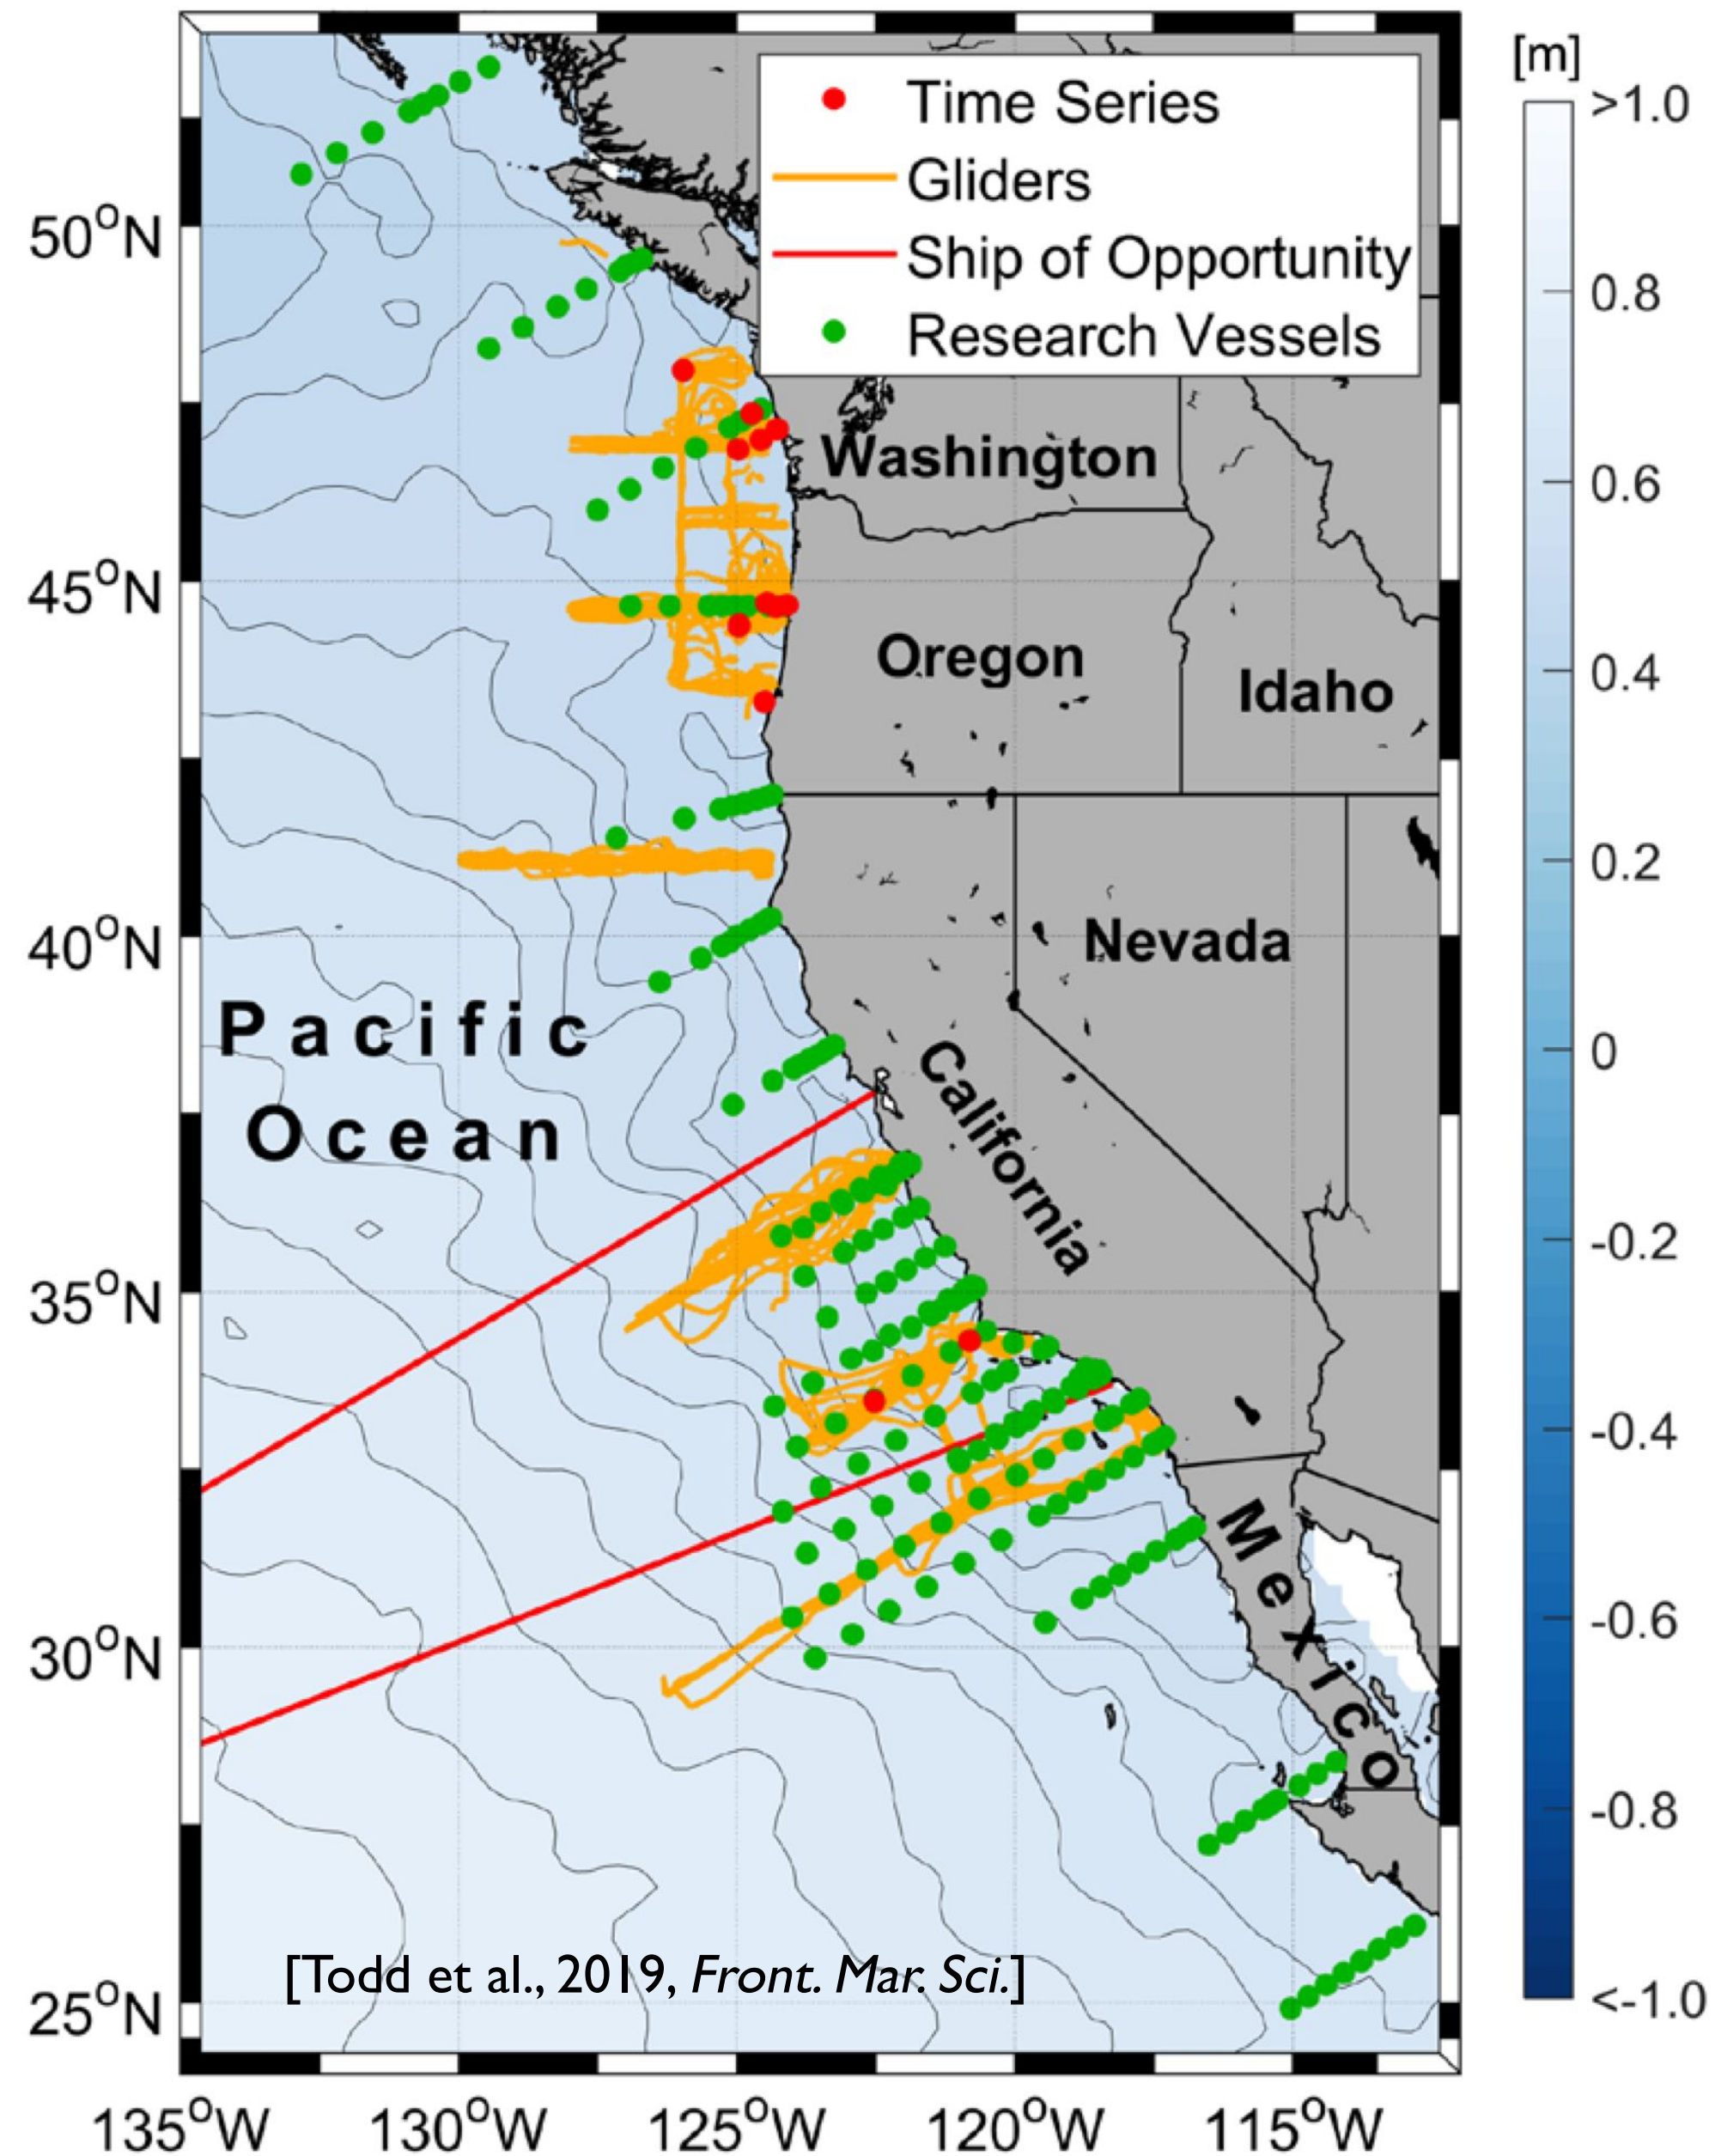 [m]
Time Series
Gliders
Ship of Opportunity
Research Vessels
>1.0
0.8
0.6
0.4
0.2
0
-0.2
-0.4
-0.6
-0.8
<-1.0
50°N
45°N
40°N
35°N
30°N
25°N
Washington
Oregon
Idaho
Nevada
California
Mexico
Pacific
Ocean
[Todd et al., 2019, Front. Mar. Sci.]
135°W
130°W
125°W
120°W
115°W